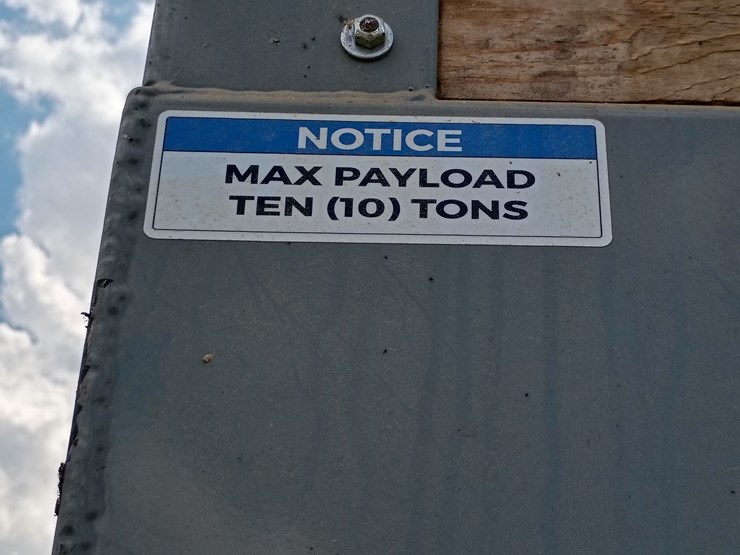 NOTICE
MAX PAYLOAD
TEN (10) TONS